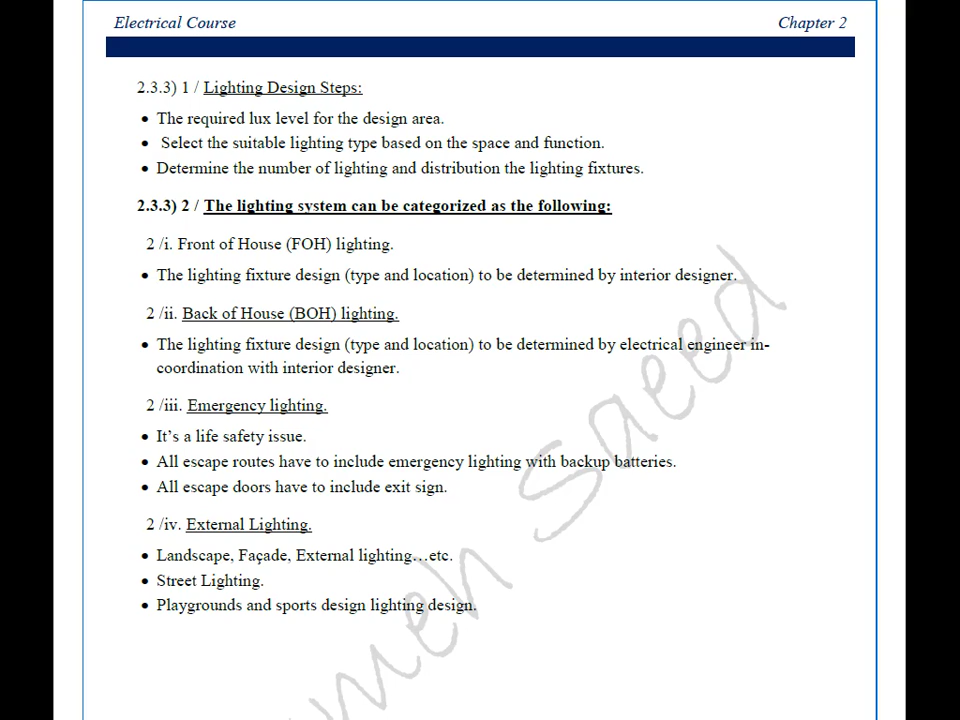 Electrical Course Chapter 2
2.3.3) 1 / Lighting Design Steps:
• The required lux level for the design area.
• Select the suitable lighting type based on the space and function.
• Determine the number of lighting and distribution the lighting fixtures.
2.3.3) 2 / The lighting system can be categorized as the following:
2 /i. Front of House (FOH) lighting.
• The lighting fixture design (type and location) to be determined by interior designer.
2 /ii. Back of House (BOH) lighting.
• The lighting fixture design (type and location) to be determined by electrical engineer in-
coordination with interior designer.
2 /iii. Emergency lighting.
• It’s a life safety issue.
• All escape routes have to include emergency lighting with backup batteries.
• All escape doors have to include exit sign.
2 /iv. External Lighting.
• Landscape, Façade, External lighting…etc.
• Street Lighting.
• Playgrounds and sports design lighting design.
Saeed